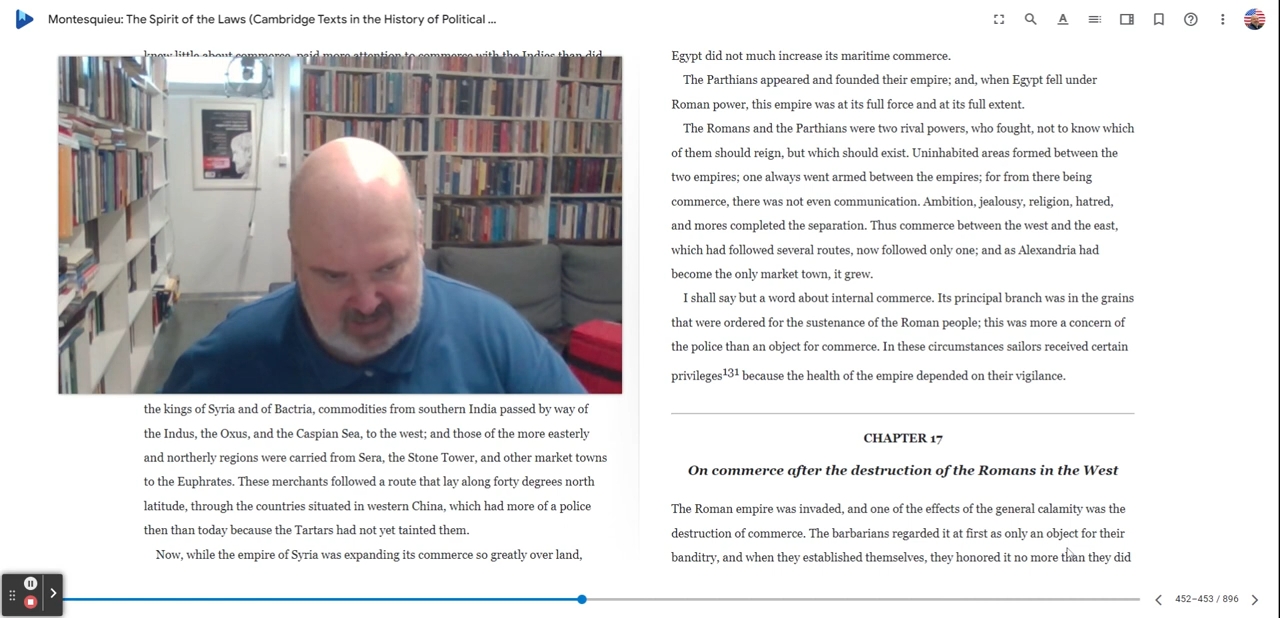 Montesquieu: The Spirit of the Laws (Cambridge Texts in the History of Political ...
knew little about commerce, paid more attention to commerce with the Indies than did
the kings of Syria and of Bactria, commodities from southern India passed by way of
the Indus, the Oxus, and the Caspian Sea, to the west; and those of the more easterly
and northerly regions were carried from Sera, the Stone Tower, and other market towns
to the Euphrates. These merchants followed a route that lay along forty degrees north
latitude, through the countries situated in western China, which had more of a police
then than today because the Tartars had not yet tainted them.
Now, while the empire of Syria was expanding its commerce so greatly over land,
Egypt did not much increase its maritime commerce.
The Parthians appeared and founded their empire; and, when Egypt fell under
Roman power, this empire was at its full force and at its full extent.
The Romans and the Parthians were two rival powers, who fought, not to know which
of them should reign, but which should exist. Uninhabited areas formed between the
two empires; one always went armed between the empires; for from there being
commerce, there was not even communication. Ambition, jealousy, religion, hatred,
and mores completed the separation. Thus commerce between the west and the east,
which had followed several routes, now followed only one; and as Alexandria had
become the only market town, it grew.
I shall say but a word about internal commerce. Its principal branch was in the grains
that were ordered for the sustenance of the Roman people; this was more a concern of
the police than an object for commerce. In these circumstances sailors received certain
privileges131 because the health of the empire depended on their vigilance.
CHAPTER 17
On commerce after the destruction of the Romans in the West
The Roman empire was invaded, and one of the effects of the general calamity was the
destruction of commerce. The barbarians regarded it at first as only an object for their
banditry, and when they established themselves, they honored it no more than they did
452–453 / 896